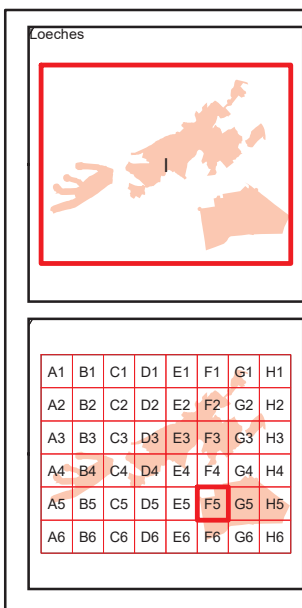 Loeches
A1 B1 C1 D1 E1 F1 G1 H1
A2 B2 C2 D2 E2 F2 G2 H2
A3 B3 C3 D3 E3 F3 G3 H3
A4 B4 C4 D4 E4 F4 G4 H4
A5 B5 C5 D5 E5 F5 G5 H5
A6 B6 C6 D6 E6 F6 G6 H6